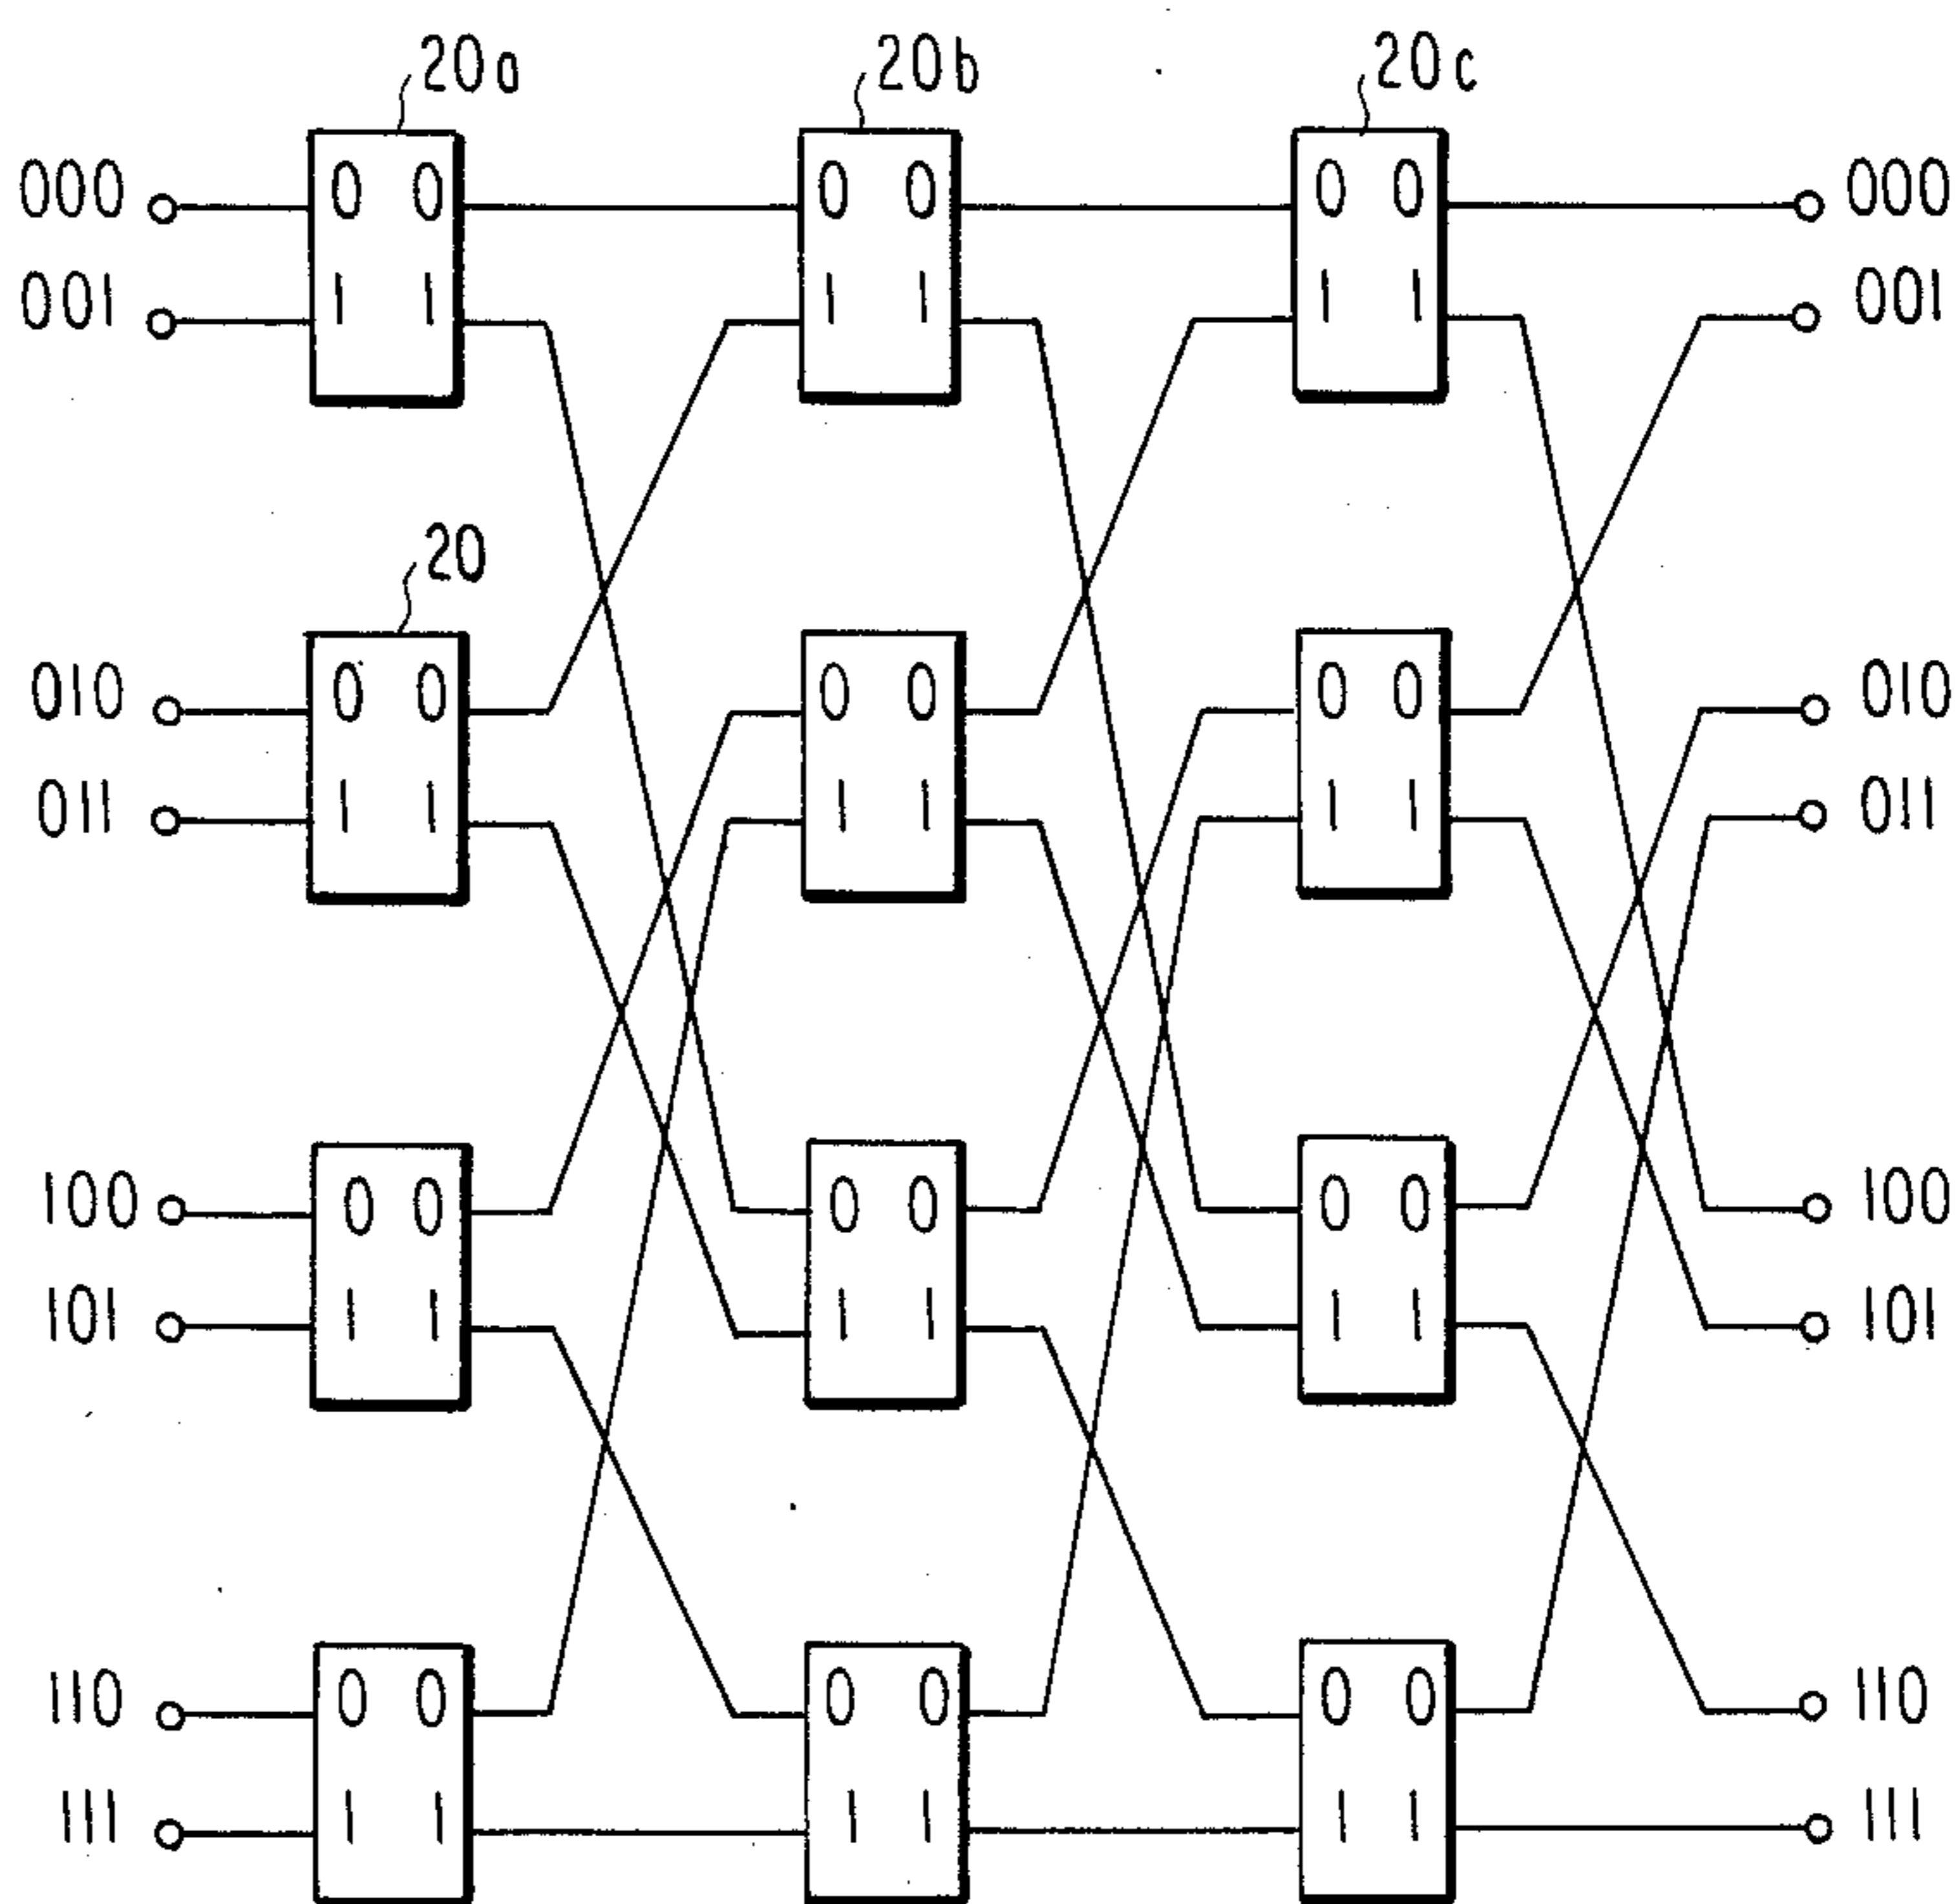 20a 20b 20c
000 0 0 0 0 0 0 000
001 1 1 1 1 1 1 001
20
010 0 0 0 0 0 0 010
011 1 1 1 1 1 1 011
100 0 0 0 0 0 0 100
101 1 1 1 1 1 1 101
110 0 0 0 0 0 0 110
111 1 1 1 1 1 1 111